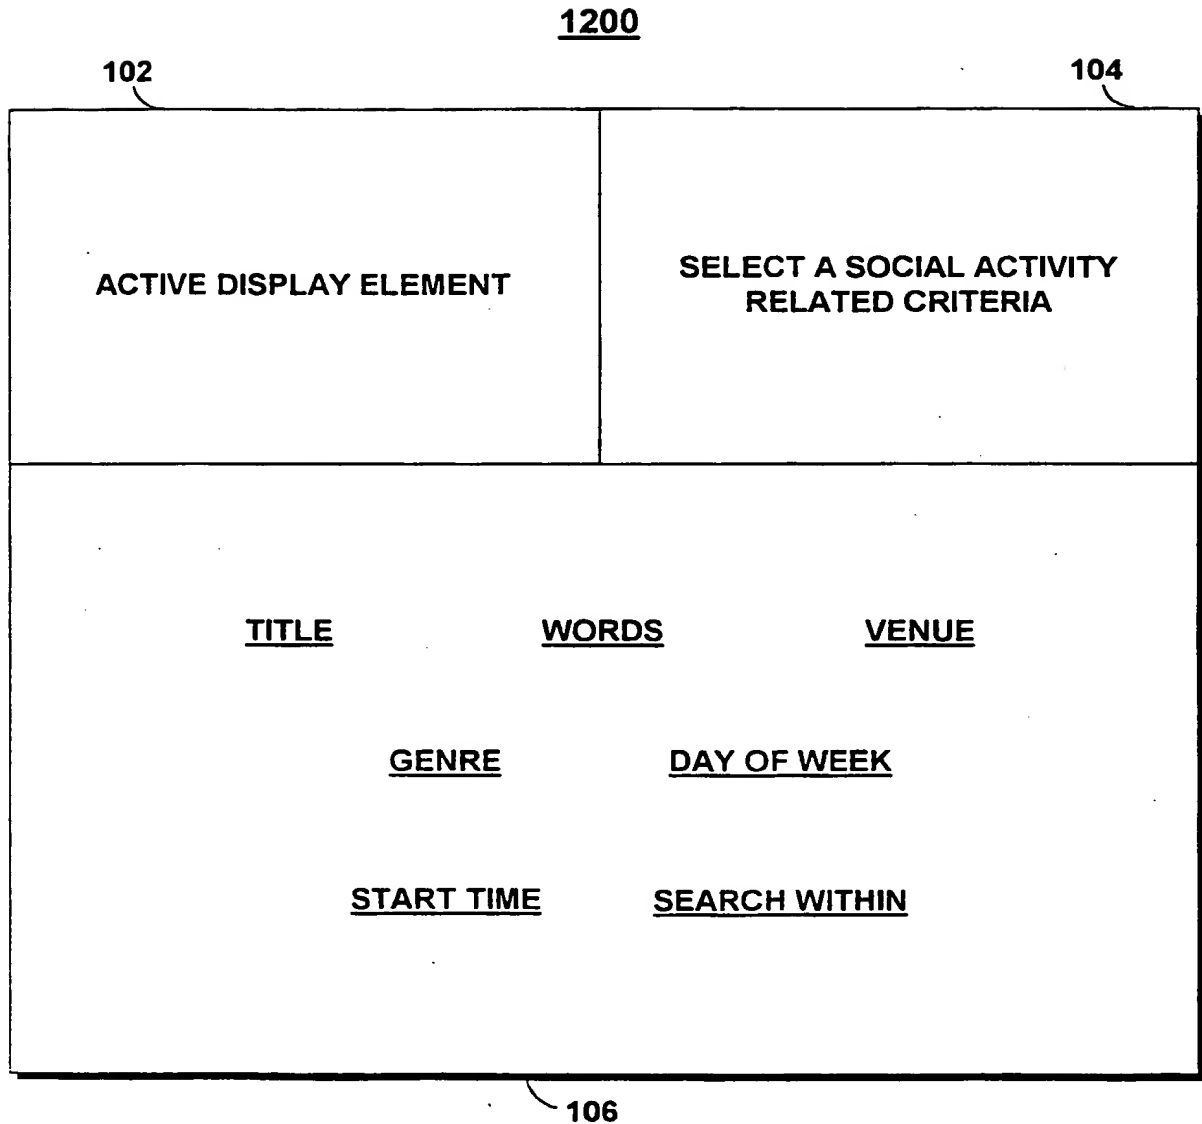 1200
102
104
ACTIVE DISPLAY ELEMENT
SELECT A SOCIAL ACTIVITY
RELATED CRITERIA
TITLE WORDS VENUE
GENRE DAY OF WEEK
START TIME SEARCH WITHIN
106